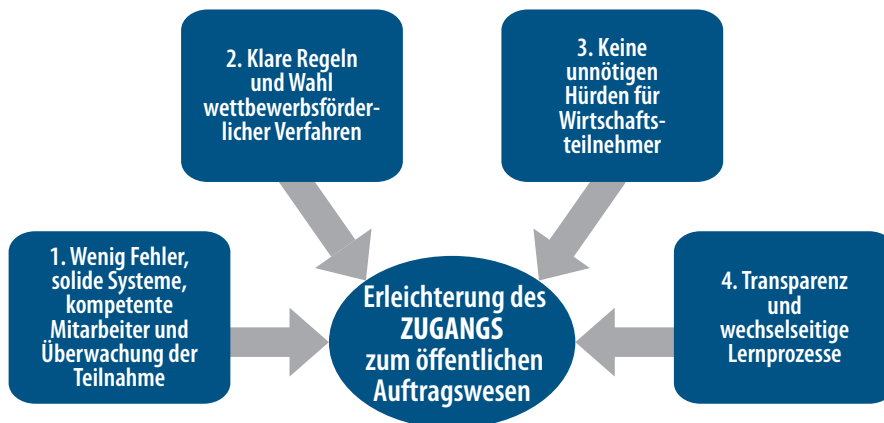 2. Klare Regeln
und Wahl
wettbewerbsförder-
licher Verfahren
3. Keine
unnötigen
Hürden für
Wirtschafts-
teilnehmer
1. Wenig Fehler,
solide Systeme,
kompetente
Mitarbeiter und
Überwachung der
Teilnahme
Erleichterung des
ZUGANGS
zum öffentlichen
Auftragswesen
4. Transparenz
und
wechselseitige
Lernprozesse